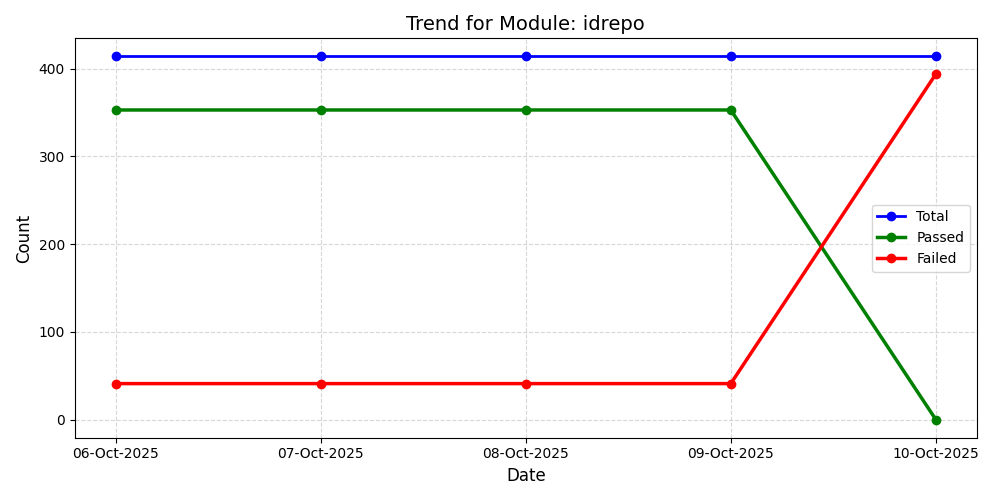 Trend for Module: idrepo
400
300
200
100
0
Count
Total
Passed
Failed
06-Oct-2025
07-Oct-2025
08-Oct-2025
09-Oct-2025
10-Oct-2025
Date